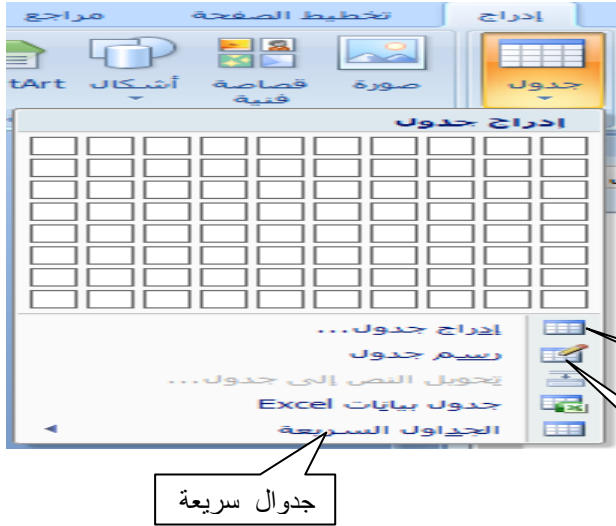 إدراج تخطيط الصفحة مراجع
جدول صورة قصاصة فنية أشكال tArt
إدراج جدول
إدراج جدول...
رسم جدول
تحويل النص إلى جدول...
جدول بيانات Excel
الجداول السريعة
جدوال سريعة